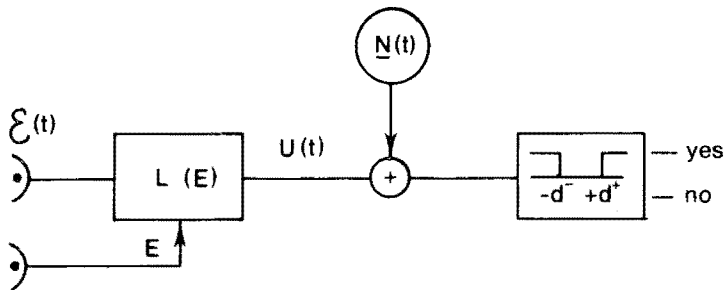 N(t)
ℰ(t)
U(t)
L (E)
yes
-d⁻ +d⁺
no
E
+